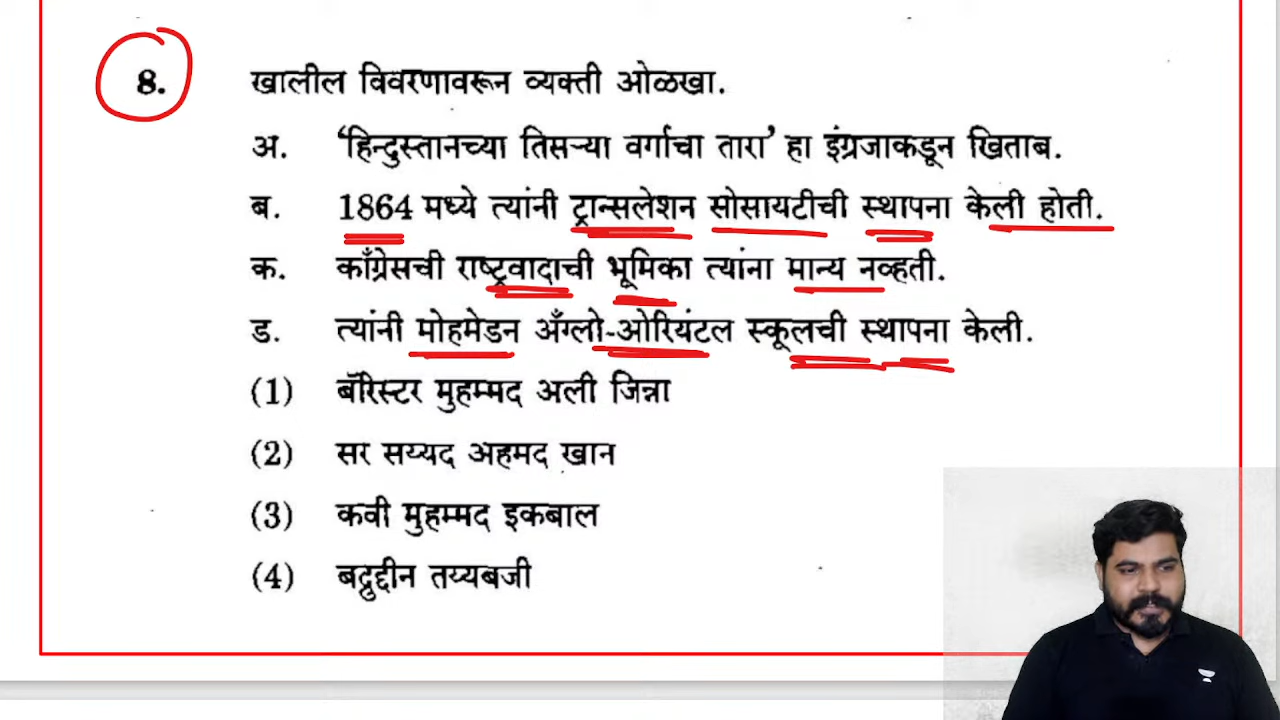 8. खालील विवरणावरून व्यक्ती ओळखा.
अ. ‘हिन्दुस्तानच्या तिसऱ्या वर्गाचा तारा’ हा इंग्रजाकडून खिताब.
ब. 1864 मध्ये त्यांनी ट्रान्सलेशन सोसायटीची स्थापना केली होती.
क. काँग्रेसची राष्ट्रवादाची भूमिका त्यांना मान्य नव्हती.
ड. त्यांनी मोहमेडन अँग्लो-ओरियंटल स्कूलची स्थापना केली.
(1) बॅरिस्टर मुहम्मद अली जिन्ना
(2) सर सय्यद अहमद खान
(3) कवी मुहम्मद इकबाल
(4) बद्रुद्दीन तय्यबजी